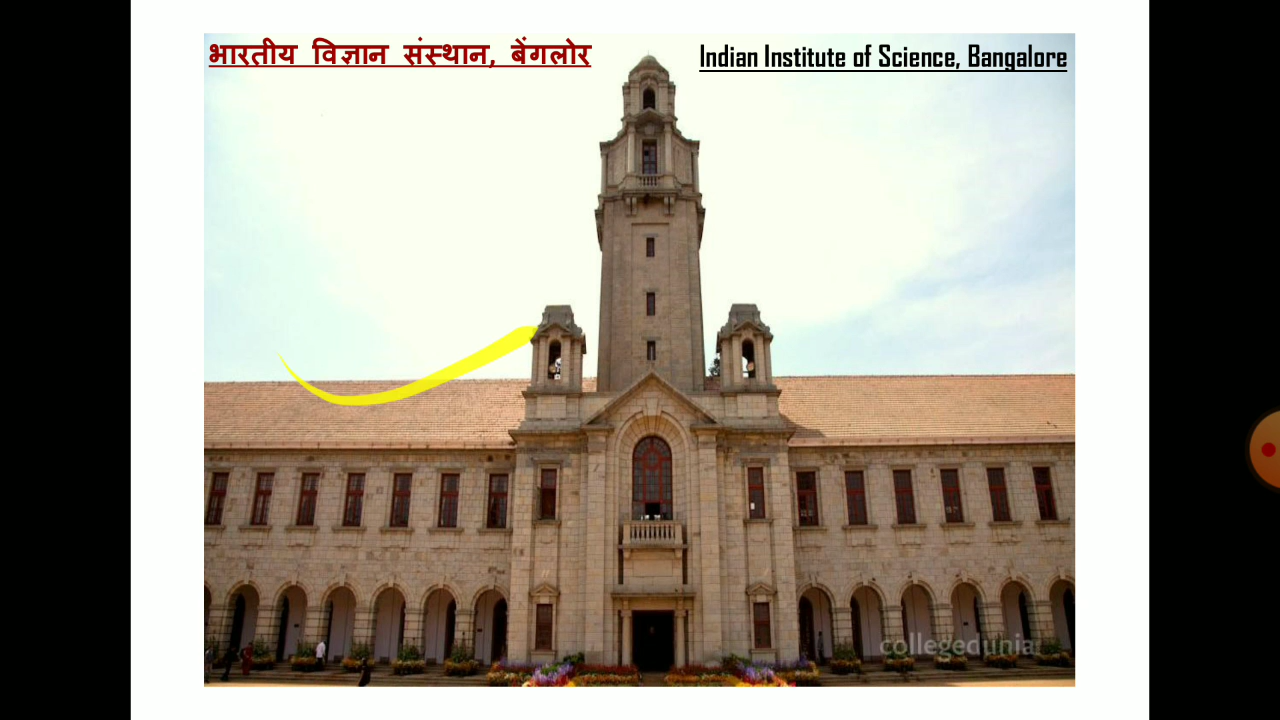 भारतीय विज्ञान संस्थान, बेंगलोर
Indian Institute of Science, Bangalore
collegedunia